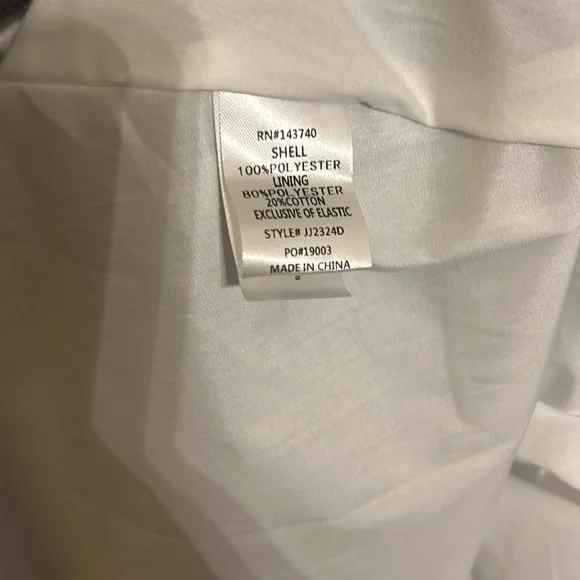 RN#143740
SHELL
100%POLYESTER
LINING
80%POLYESTER
20%COTTON
EXCLUSIVE OF ELASTIC
STYLE# JJ2324D
PO#19003
MADE IN CHINA